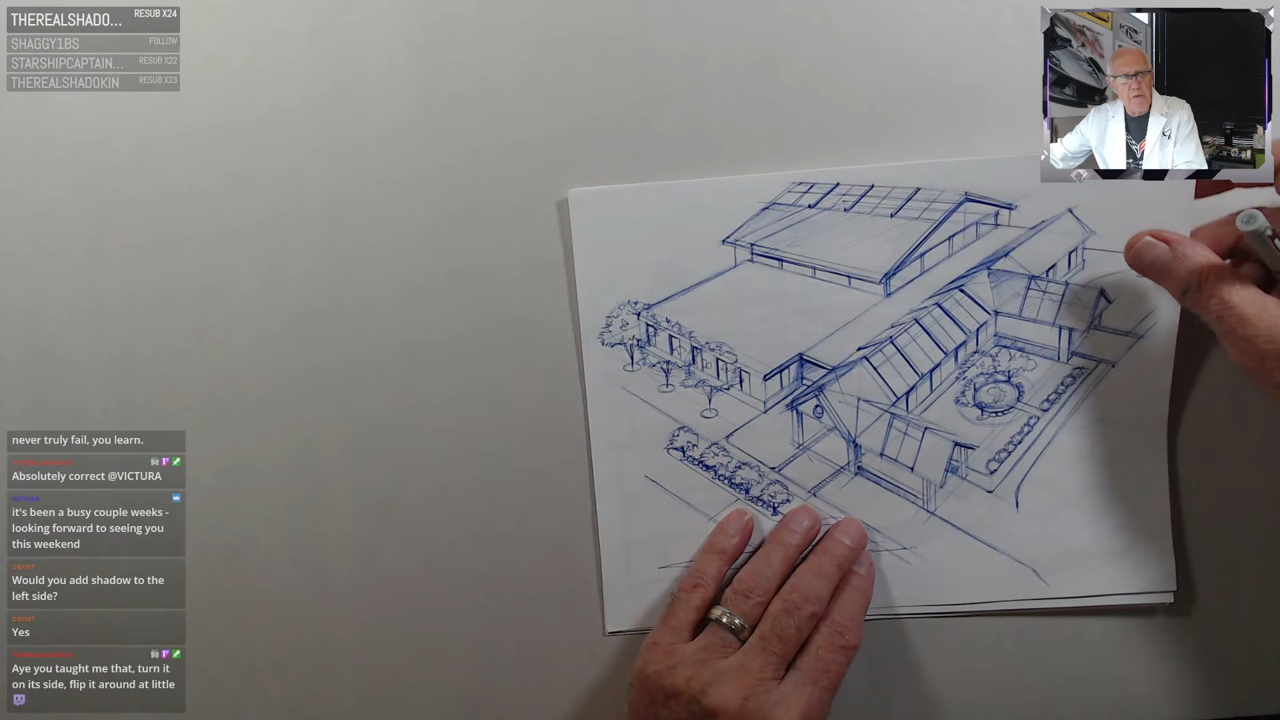 THEREALSHADO... RESUB X24
SHAGGY1BS FOLLOW
STARSHIPCAPTAIN... RESUB X22
THEREALSHADOKIN RESUB X23
never truly fail, you learn.
Absolutely correct @VICTURA
VICTURA
it's been a busy couple weeks -
looking forward to seeing you
this weekend
Would you add shadow to the
left side?
Yes
Aye you taught me that, turn it
on its side, flip it around at little